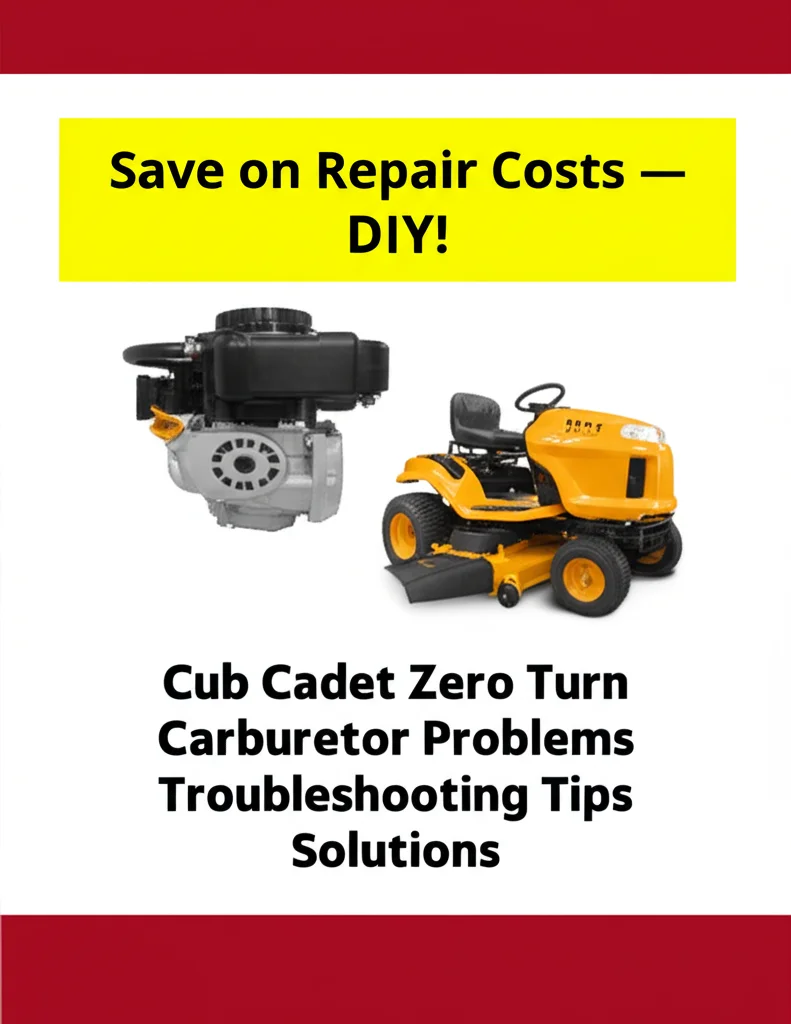 Save on Repair Costs —
DIY!
Cub Cadet Zero Turn
Carburetor Problems
Troubleshooting Tips
Solutions